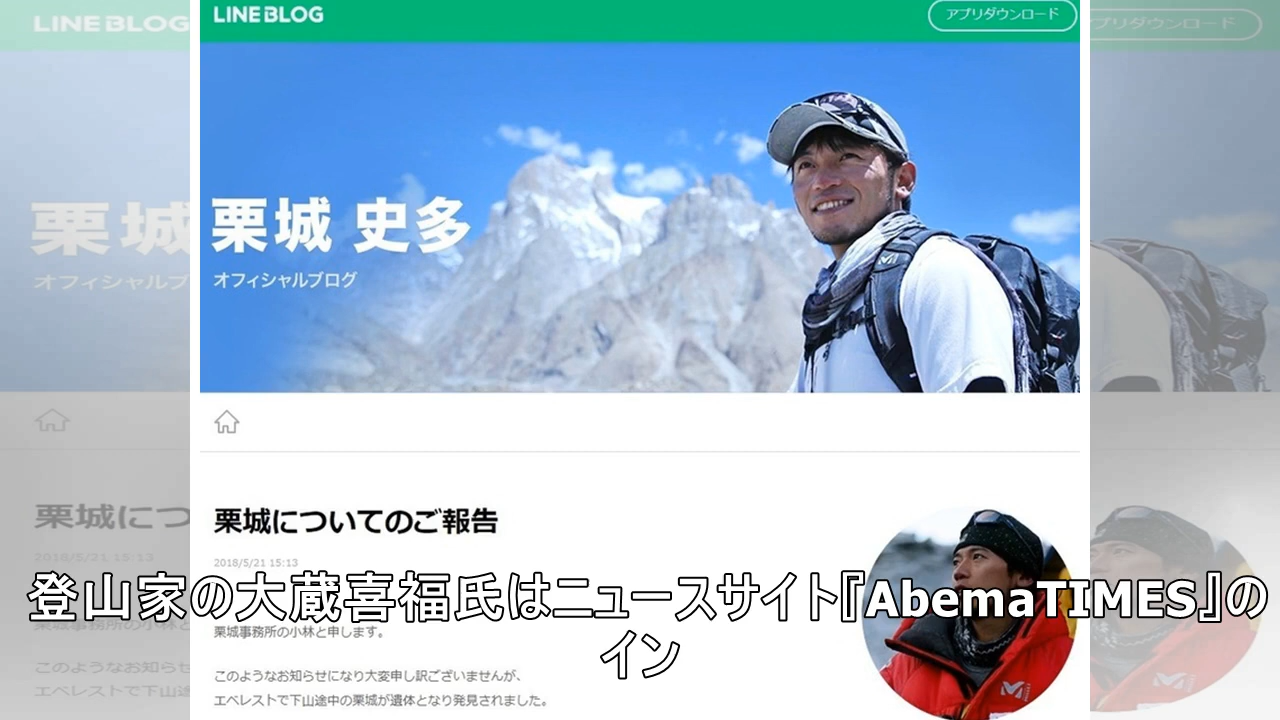 LINE BLOG
アプリダウンロード
栗城 史多
オフィシャルブログ
栗城についてのご報告
2018/5/21 15:13
登山家の大蔵喜福氏はニュースサイト『AbemaTIMES』の
イン
栗城事務所の小林と申します。
このようなお知らせになり大変申し訳ございませんが、
エベレストで下山途中の栗城が遺体となり発見されました。